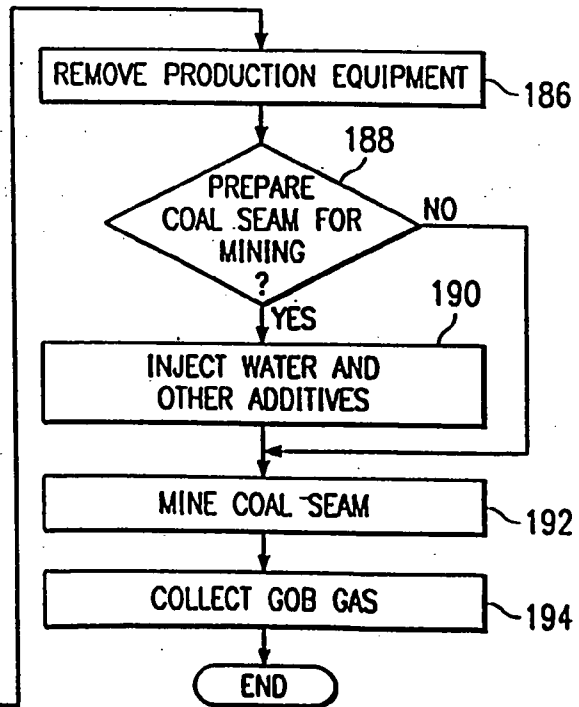 REMOVE PRODUCTION EQUIPMENT
186
188
PREPARE
COAL SEAM FOR
MINING
?
NO
YES
190
INJECT WATER AND
OTHER ADDITIVES
MINE COAL SEAM
192
COLLECT GOB GAS
194
END